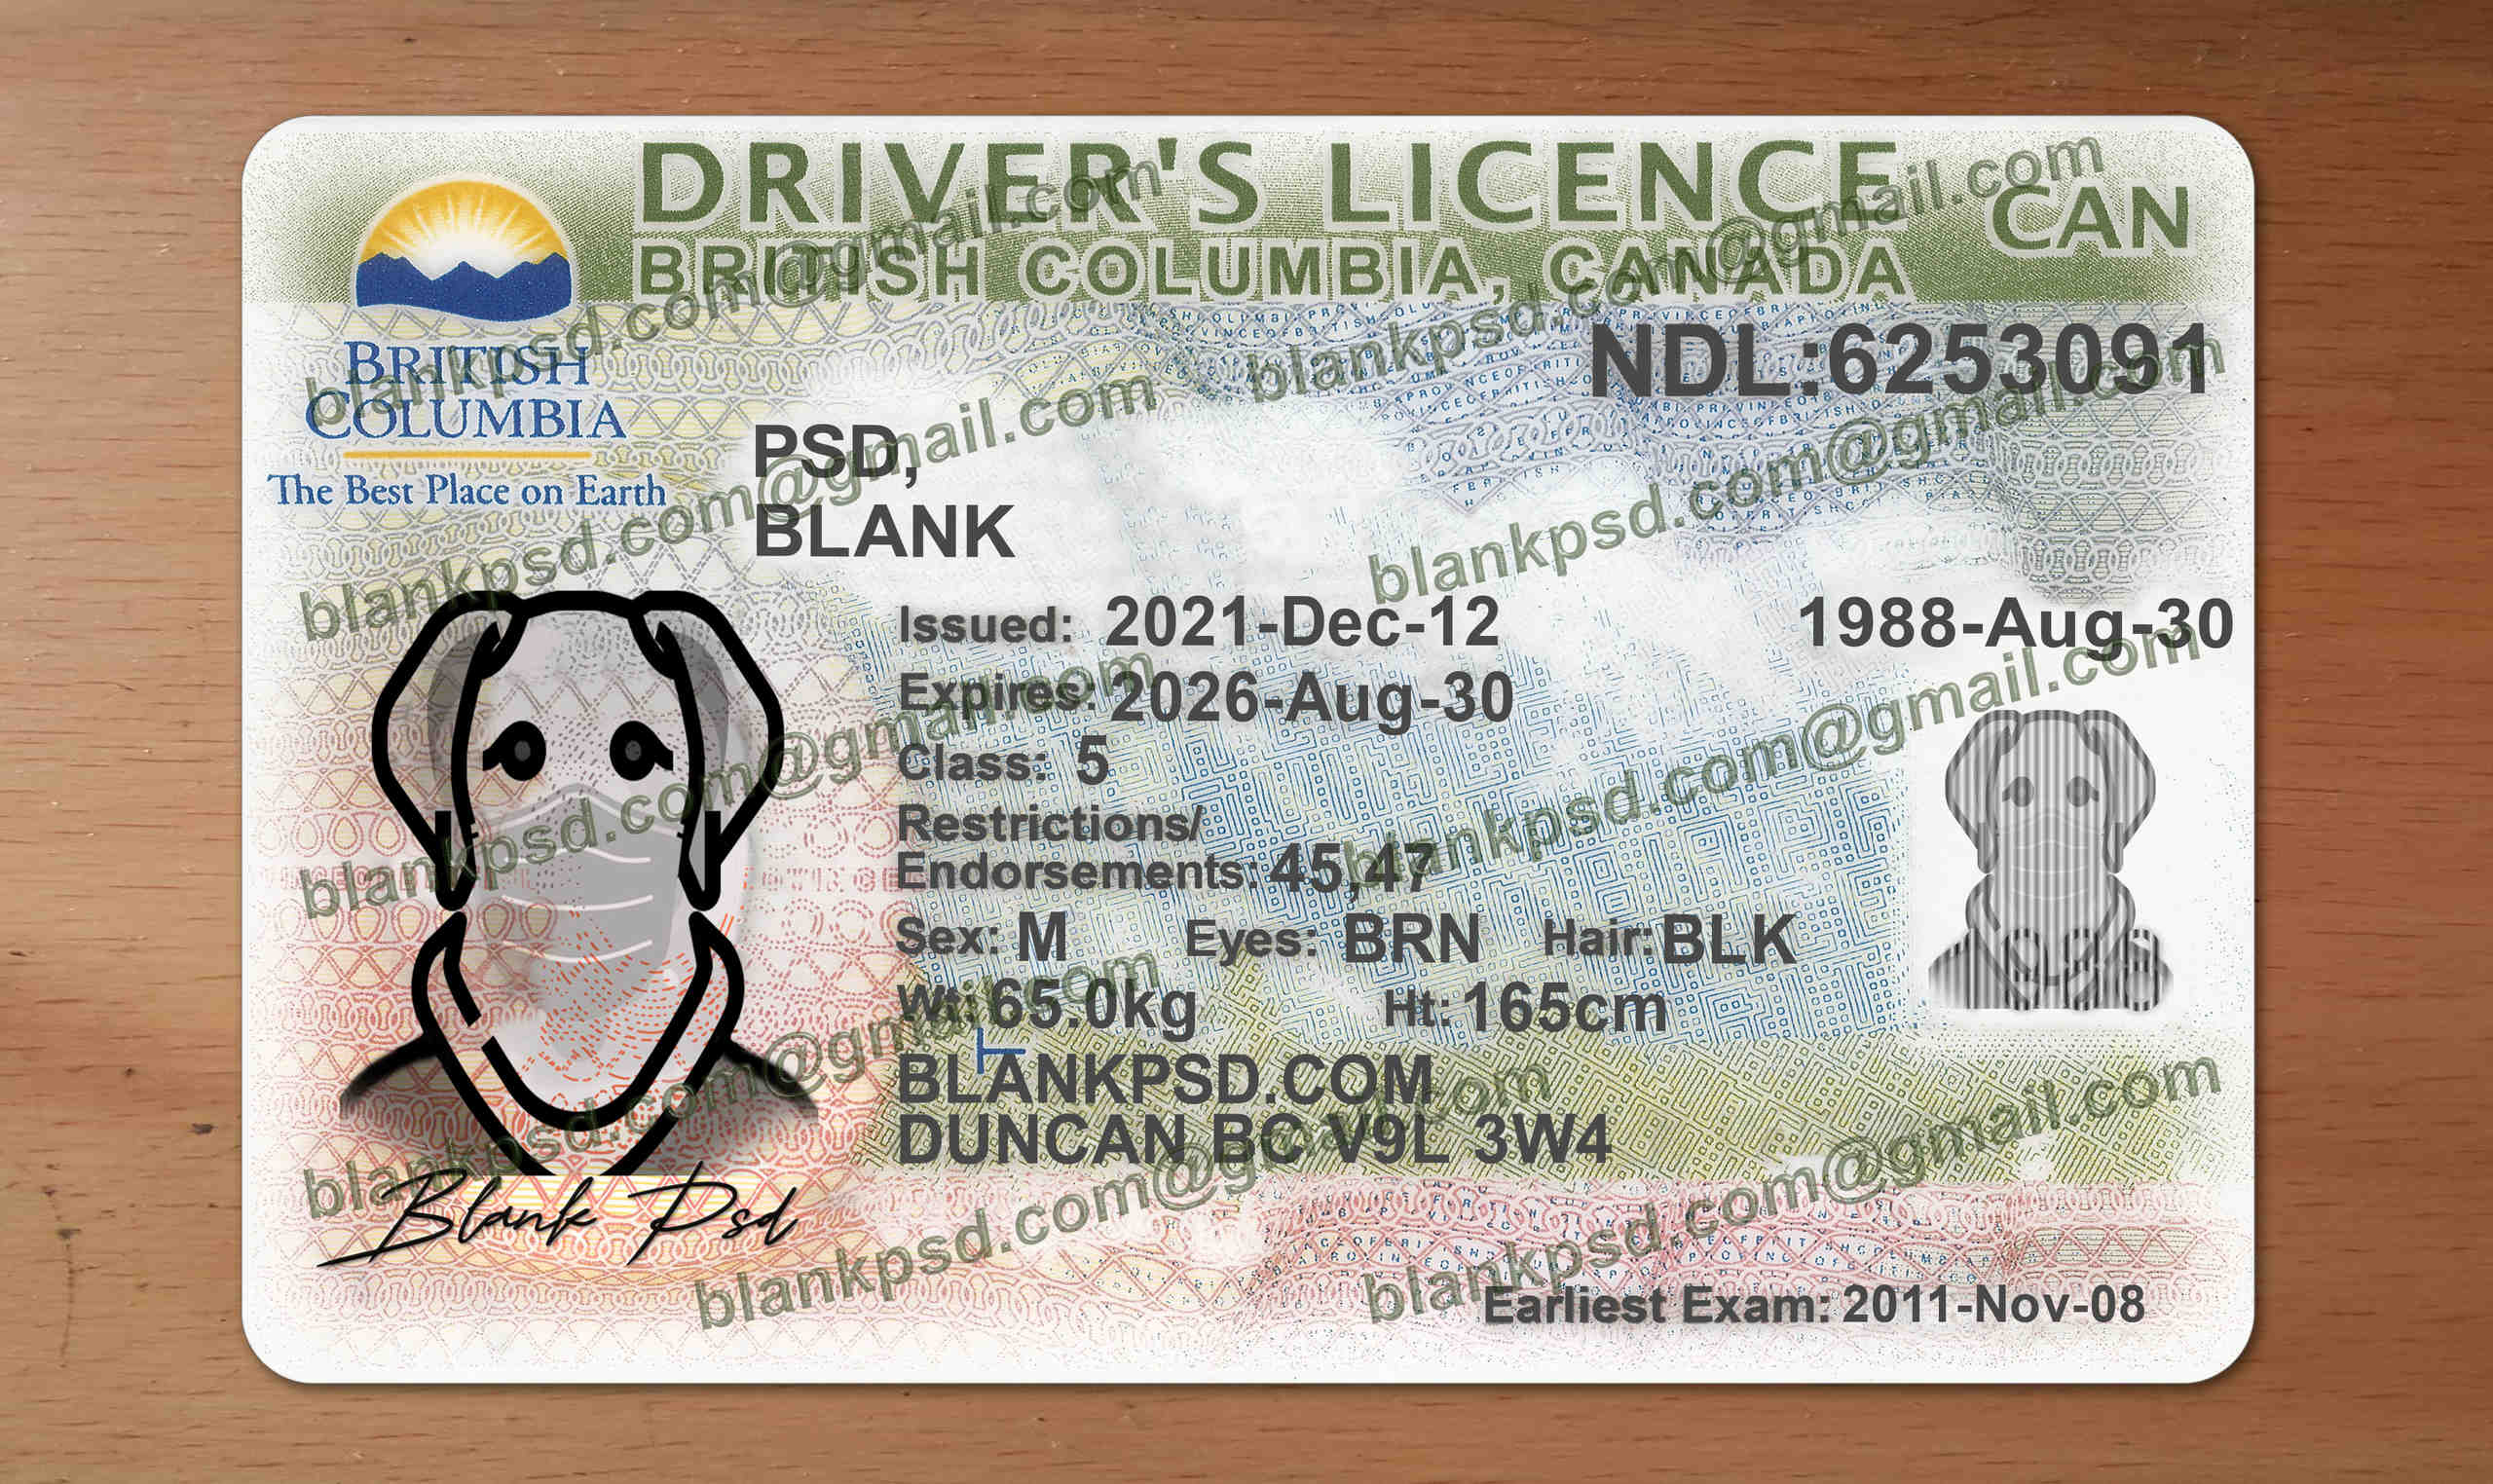 DRIVER'S LICENCE
BRITISH COLUMBIA, CANADA
CAN
BRITISH
COLUMBIA
The Best Place on Earth
NDL:6253091
PSD,
BLANK
Issued: 2021-Dec-12
1988-Aug-30
Expires: 2026-Aug-30
Class: 5
Restrictions/
Endorsements: 45,47
Sex: M Eyes: BRN Hair: BLK
Wt: 65.0kg Ht: 165cm
BLANKPSD.COM
DUNCAN BC V9L 3W4
Blank Psd
Earliest Exam: 2011-Nov-08
blankpsd.com@gmail.com
blankpsd.com@gmail.com
blankpsd.com@gmail.com
blankpsd.com@gmail.com
blankpsd.com@gmail.com
blankpsd.com@gmail.com
blankpsd.com@gmail.com
blankpsd.com@gmail.com
blankpsd.com@gmail.com